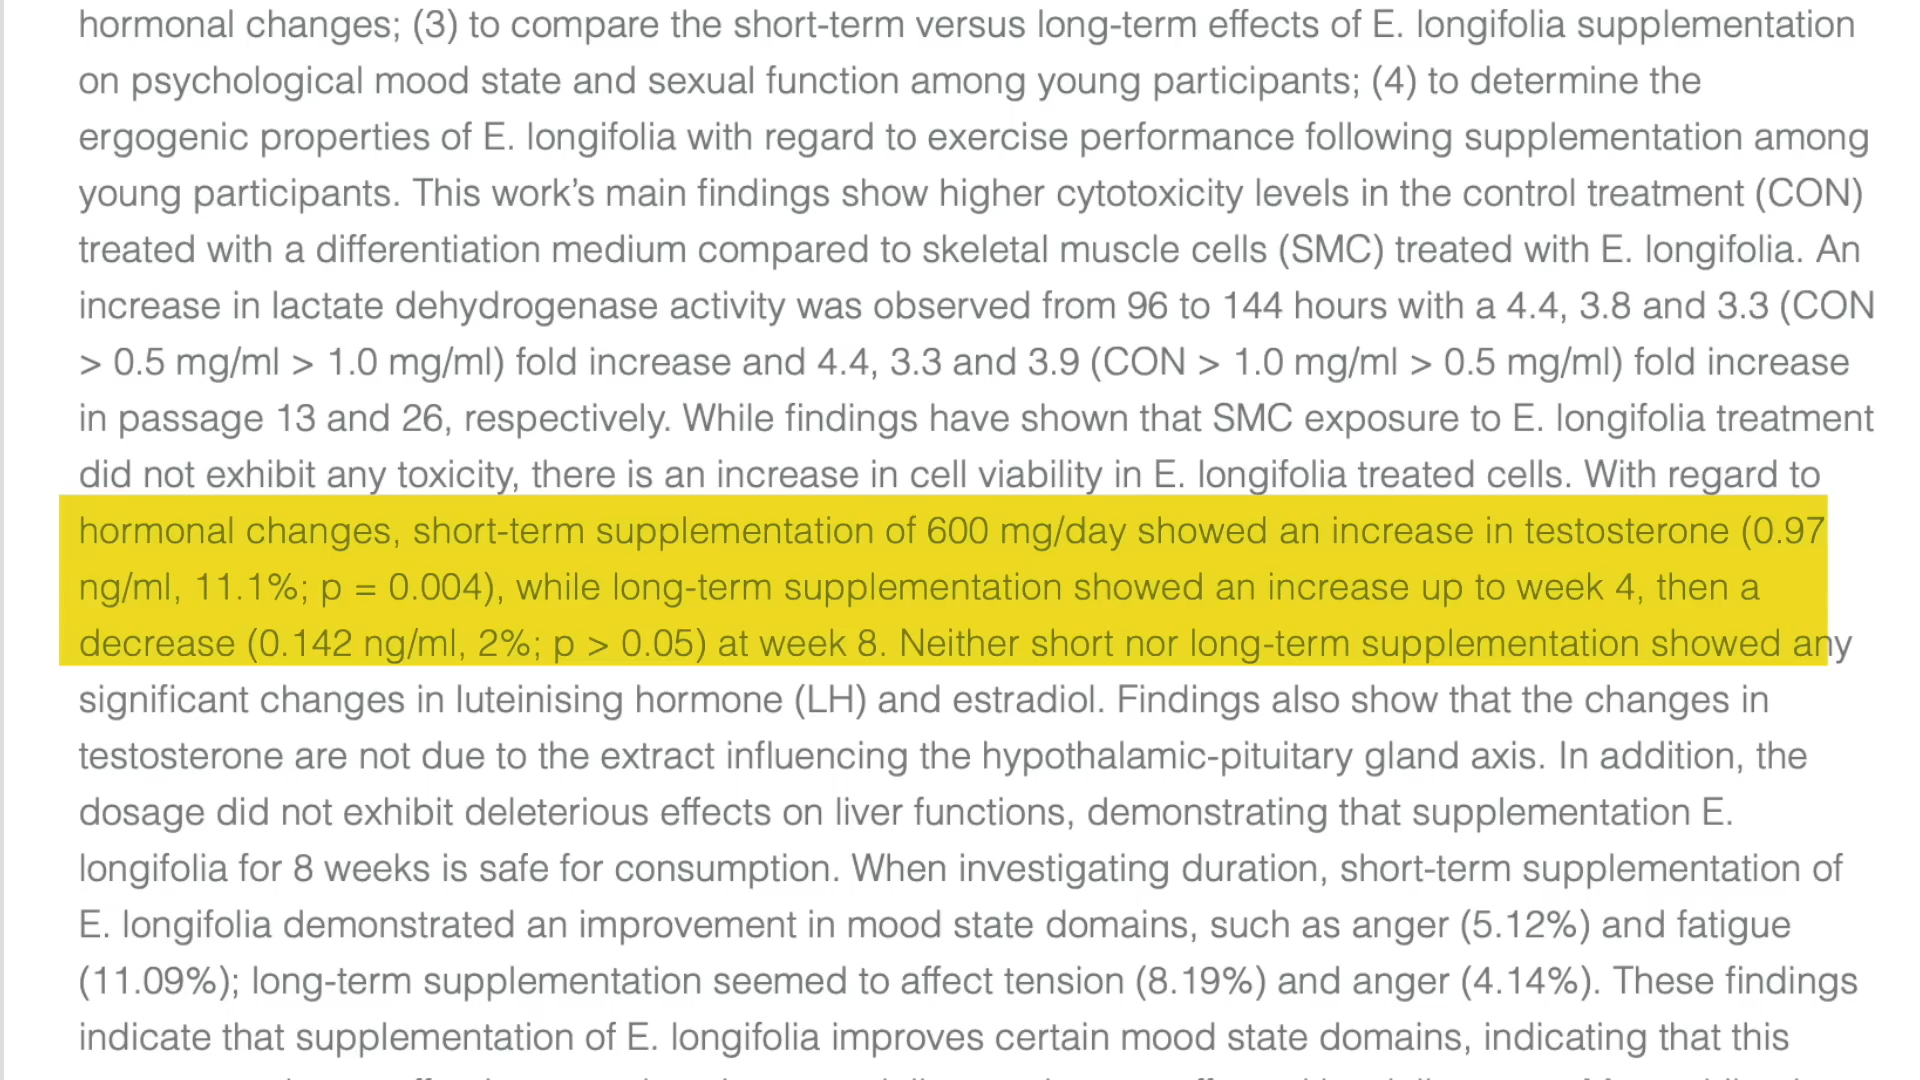 hormonal changes; (3) to compare the short-term versus long-term effects of E. longifolia supplementation
on psychological mood state and sexual function among young participants; (4) to determine the
ergogenic properties of E. longifolia with regard to exercise performance following supplementation among
young participants. This work’s main findings show higher cytotoxicity levels in the control treatment (CON)
treated with a differentiation medium compared to skeletal muscle cells (SMC) treated with E. longifolia. An
increase in lactate dehydrogenase activity was observed from 96 to 144 hours with a 4.4, 3.8 and 3.3 (CON
> 0.5 mg/ml > 1.0 mg/ml) fold increase and 4.4, 3.3 and 3.9 (CON > 1.0 mg/ml > 0.5 mg/ml) fold increase
in passage 13 and 26, respectively. While findings have shown that SMC exposure to E. longifolia treatment
did not exhibit any toxicity, there is an increase in cell viability in E. longifolia treated cells. With regard to
hormonal changes, short-term supplementation of 600 mg/day showed an increase in testosterone (0.97
ng/ml, 11.1%; p = 0.004), while long-term supplementation showed an increase up to week 4, then a
decrease (0.142 ng/ml, 2%; p > 0.05) at week 8. Neither short nor long-term supplementation showed any
significant changes in luteinising hormone (LH) and estradiol. Findings also show that the changes in
testosterone are not due to the extract influencing the hypothalamic-pituitary gland axis. In addition, the
dosage did not exhibit deleterious effects on liver functions, demonstrating that supplementation E.
longifolia for 8 weeks is safe for consumption. When investigating duration, short-term supplementation of
E. longifolia demonstrated an improvement in mood state domains, such as anger (5.12%) and fatigue
(11.09%); long-term supplementation seemed to affect tension (8.19%) and anger (4.14%). These findings
indicate that supplementation of E. longifolia improves certain mood state domains, indicating that this